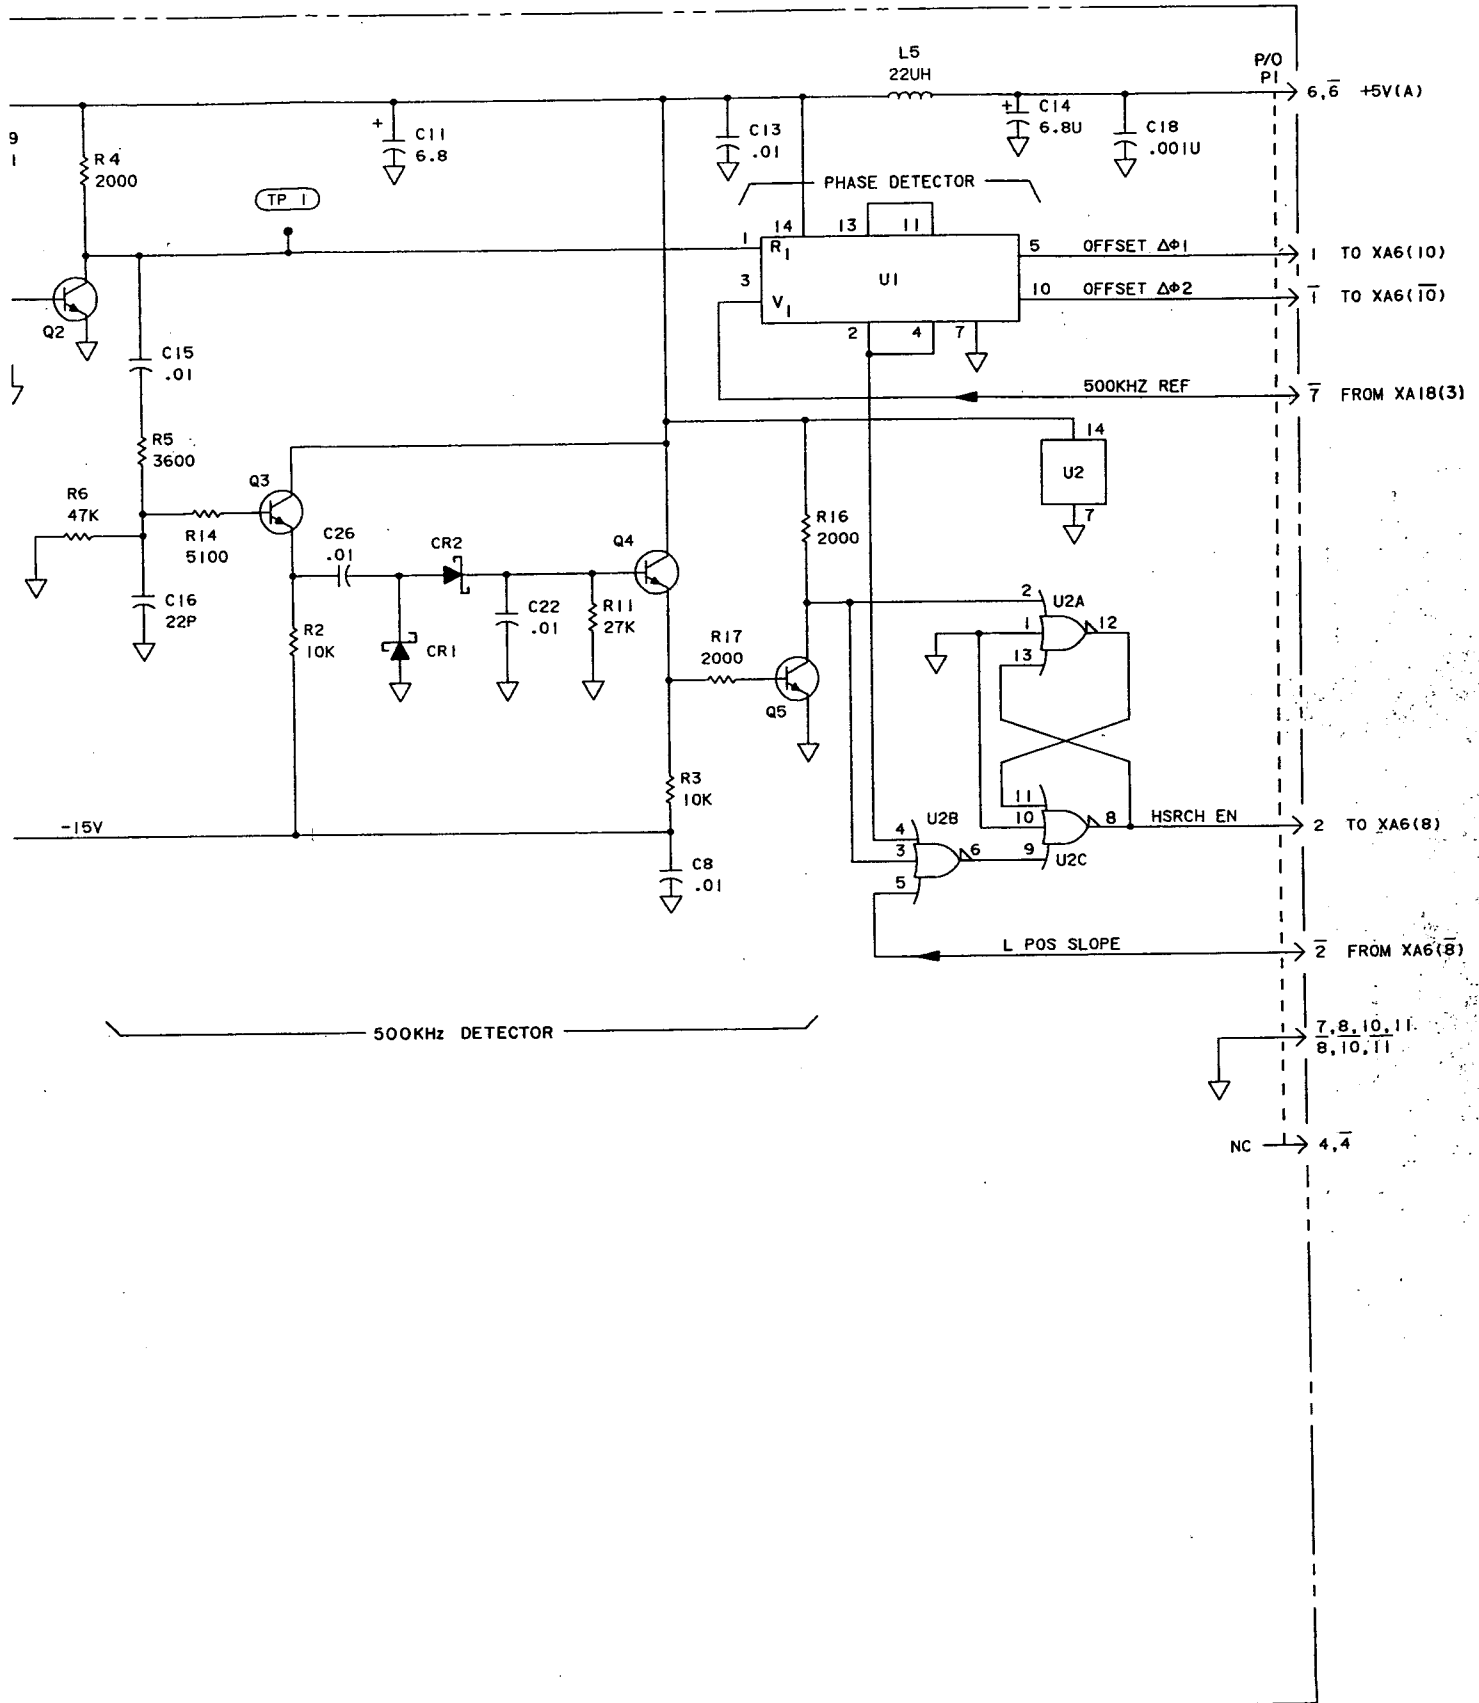 L5
22UH
P/O
P1
6,6̅ +5V(A)
9
1
R4
2000
+
C11
6.8
C13
.01
+
C14
6.8U
C18
.001U
TP 1
PHASE DETECTOR
14
13
11
1
R1
3
V1
U1
5
OFFSET ΔΦ1
1 TO XA6(10)
10
OFFSET ΔΦ2
1̅ TO XA6(1̅0̅)
2
4
7
Q2
C15
.01
500KHZ REF
7̅ FROM XA18(3)
R5
3600
14
U2
7
Q3
R6
47K
R14
5100
C26
.01
CR2
Q4
R16
2000
C16
22P
R2
10K
CR1
C22
.01
R11
27K
R17
2000
Q5
2
U2A
1
12
13
R3
10K
-15V
11
10
8
HSRCH EN
2 TO XA6(8)
9
U2C
U2B
4
3
6
5
C8
.01
L POS SLOPE
2̅ FROM XA6(8̅)
500KHz DETECTOR
7,8,10,11
8̅,1̅0̅,1̅1̅
NC
4,4̅